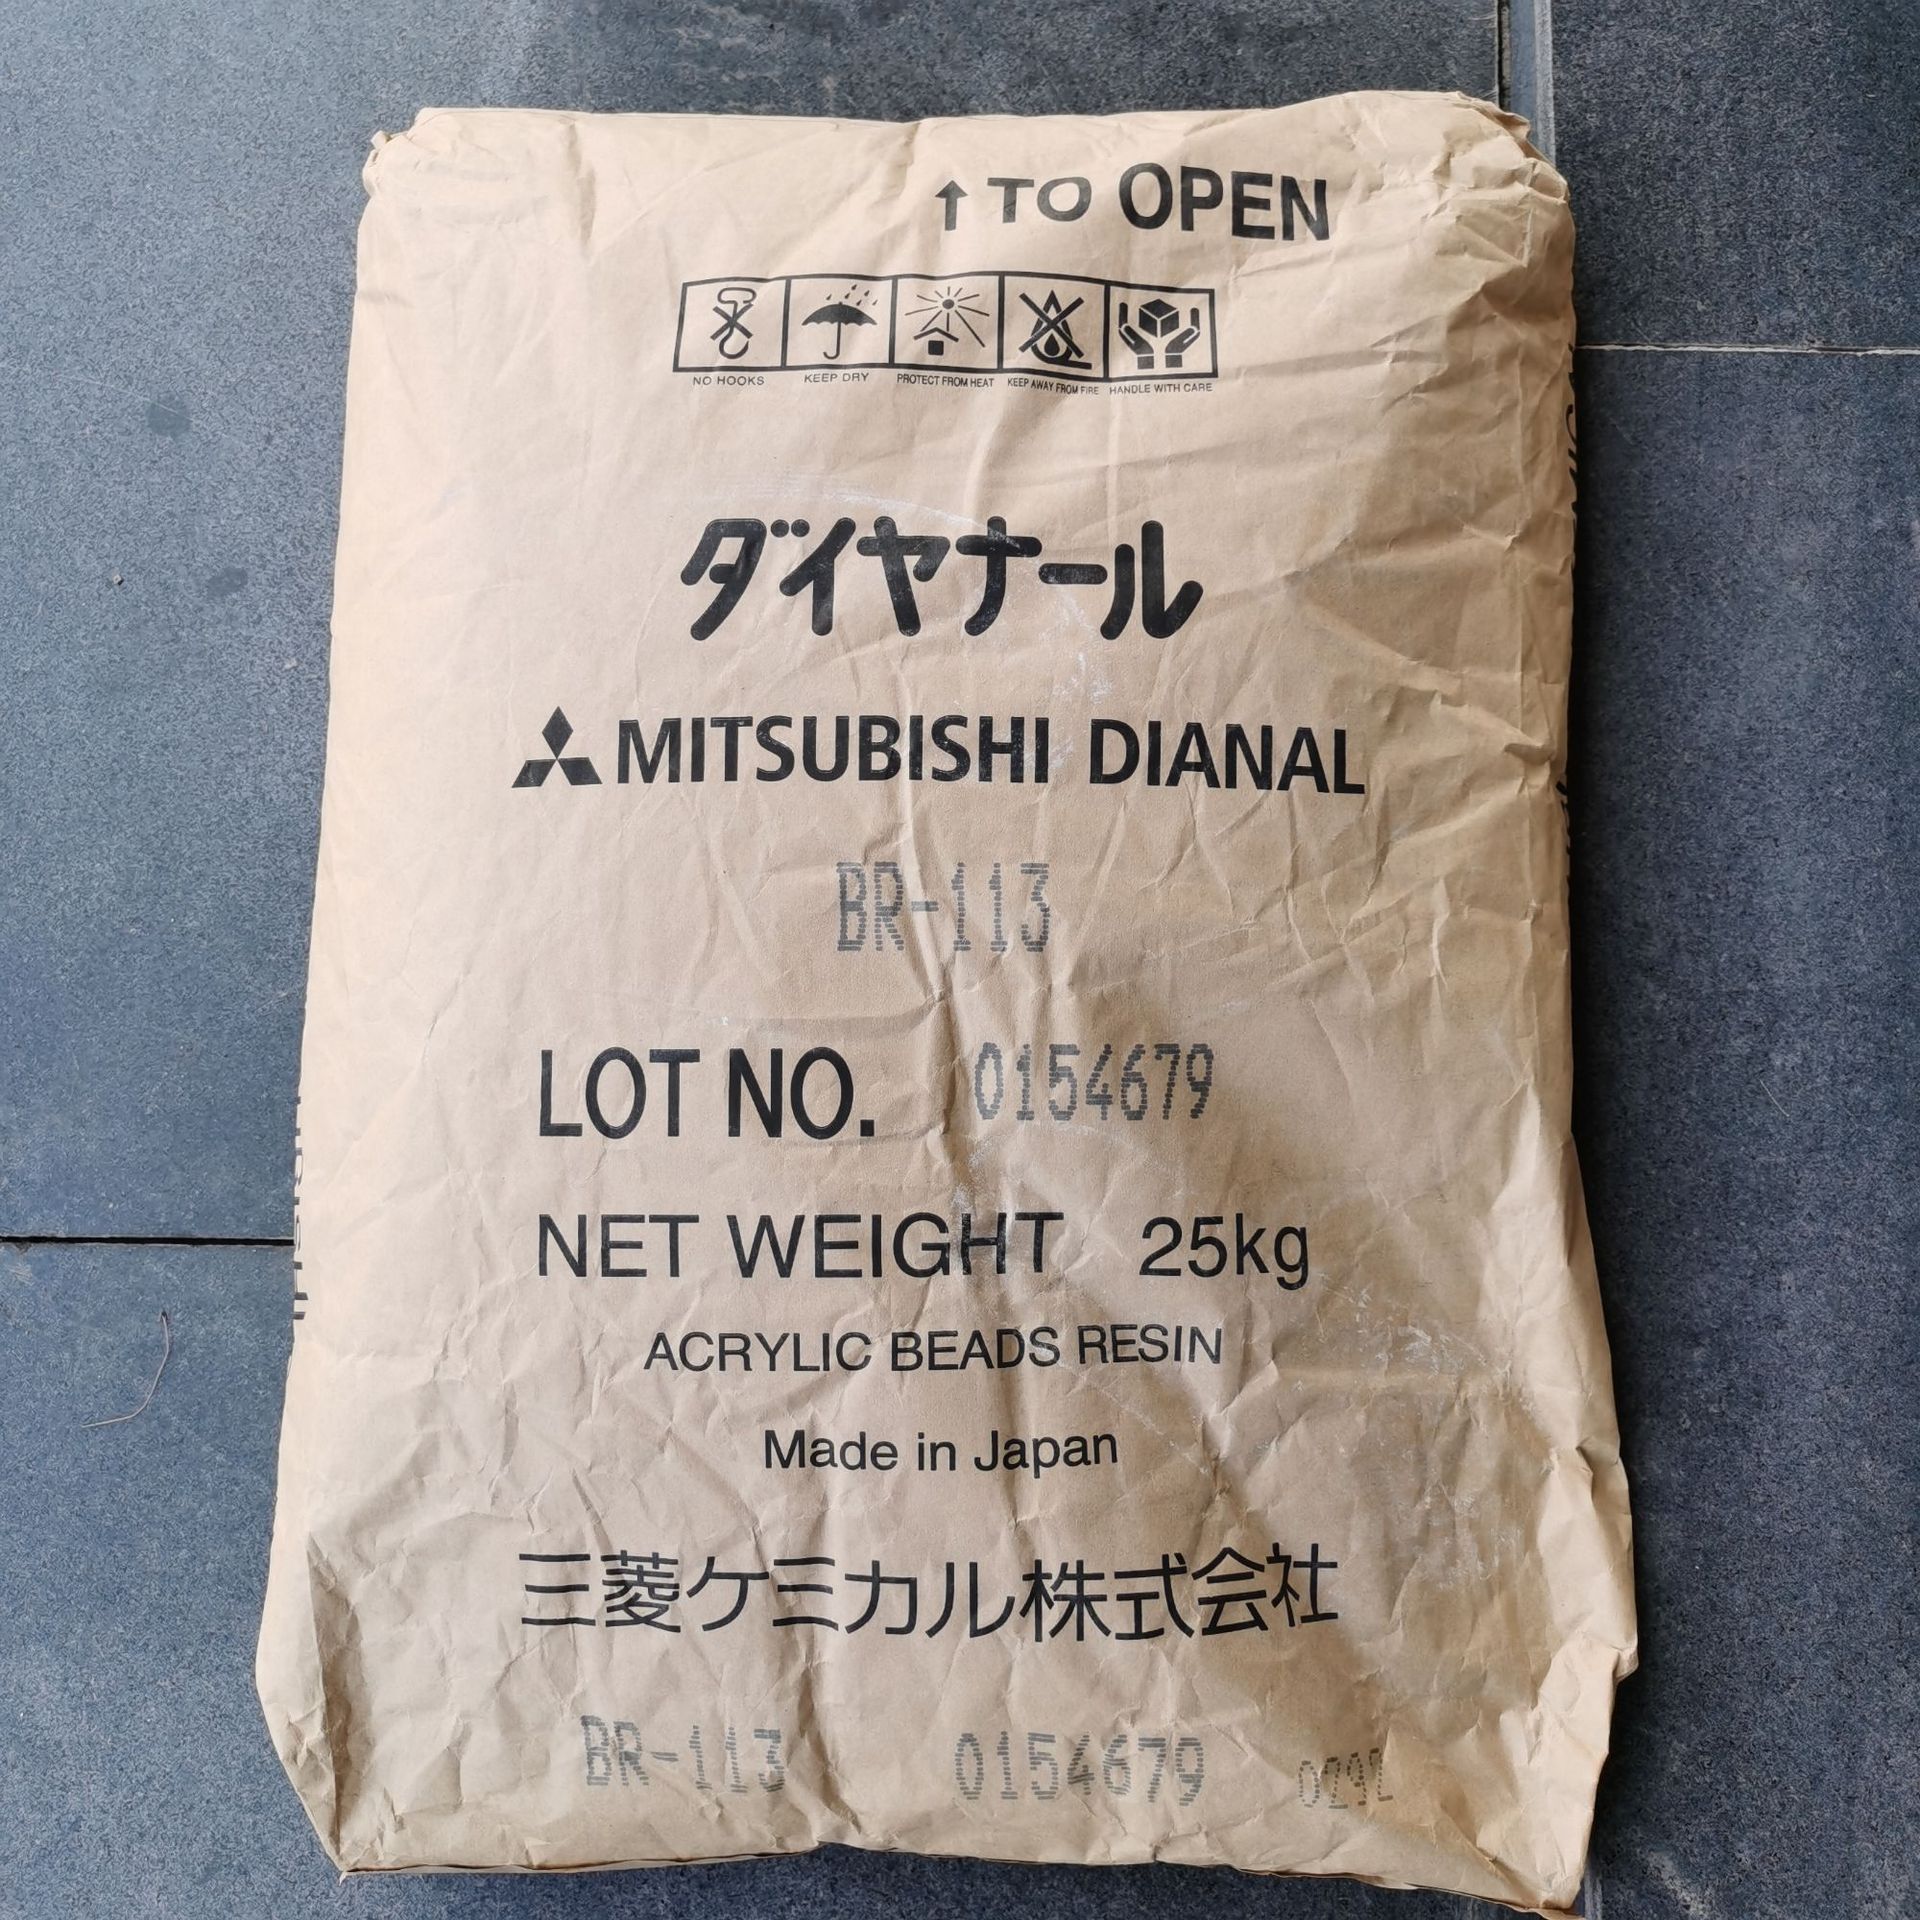 ↑ TO OPEN
NO HOOKS KEEP DRY PROTECT FROM HEAT KEEP AWAY FROM FIRE HANDLE WITH CARE
ダイヤナール
MITSUBISHI DIANAL
BR-113
LOT NO. 0154679
NET WEIGHT 25kg
ACRYLIC BEADS RESIN
Made in Japan
三菱ケミカル株式会社
BR-113 0154679